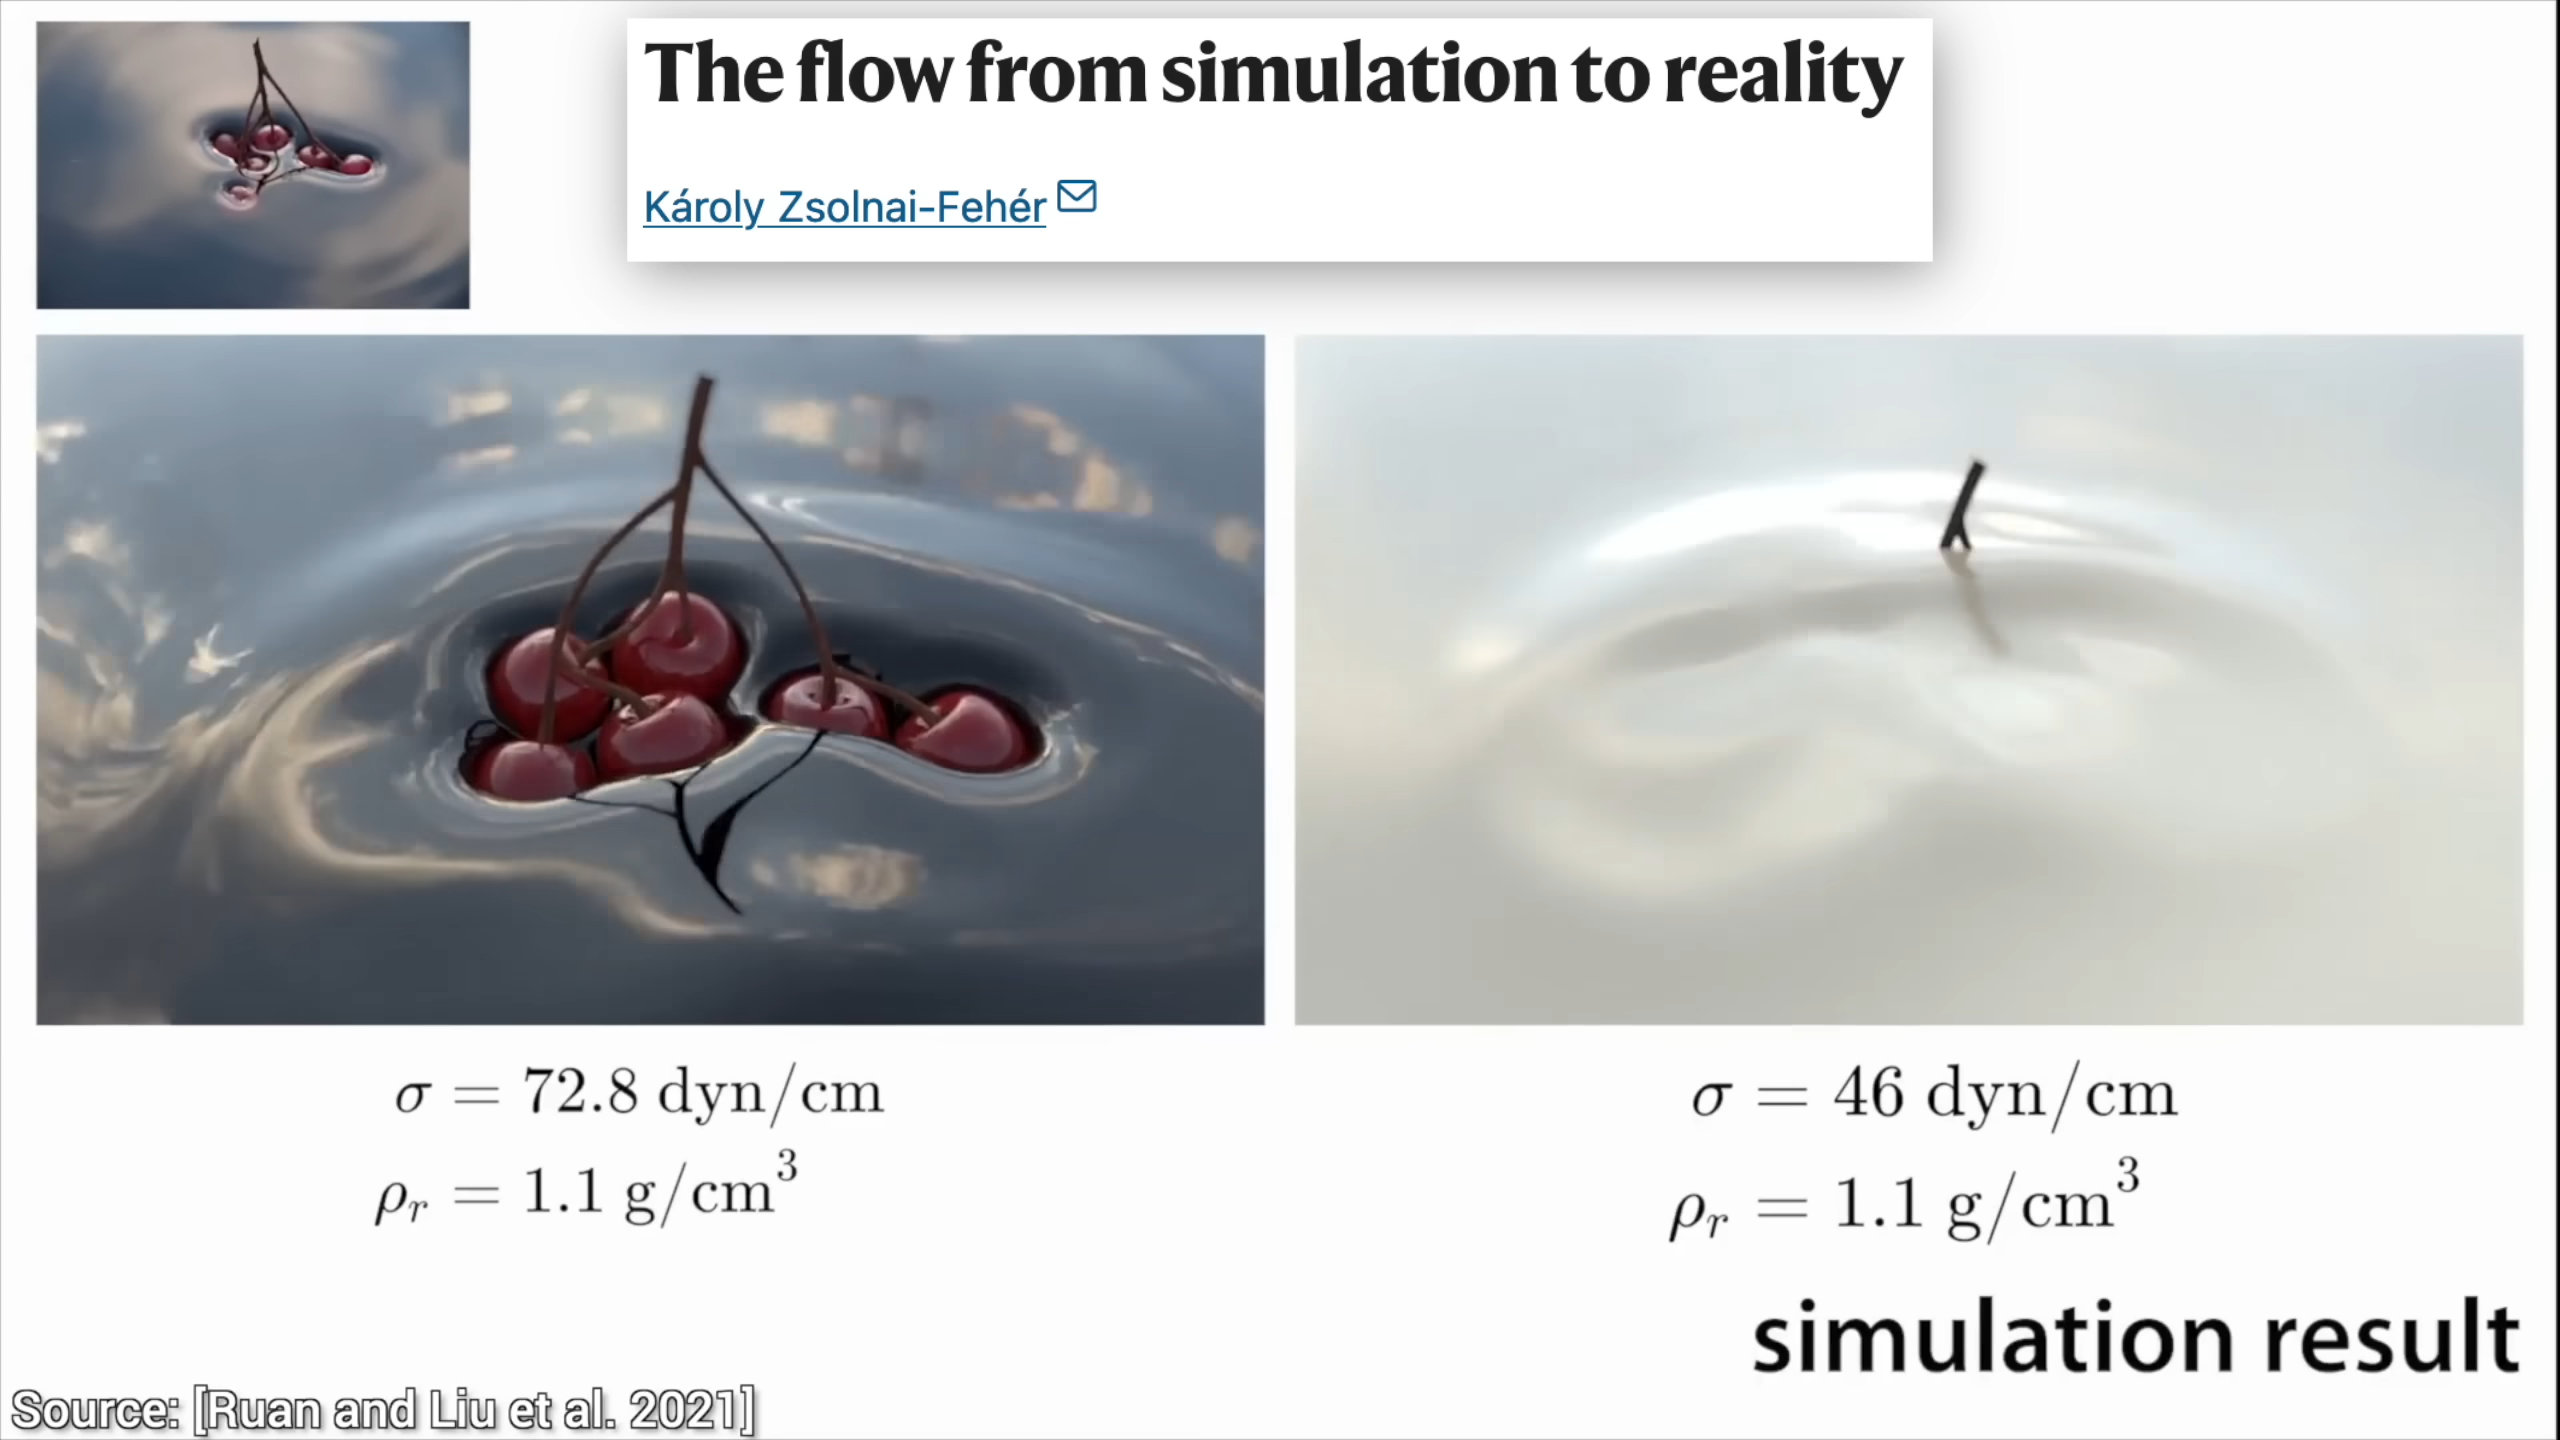 The flow from simulation to reality
Károly Zsolnai-Fehér
σ = 72.8 dyn/cm
ρᵣ = 1.1 g/cm³
σ = 46 dyn/cm
ρᵣ = 1.1 g/cm³
simulation result
Source: [Ruan and Liu et al. 2021]